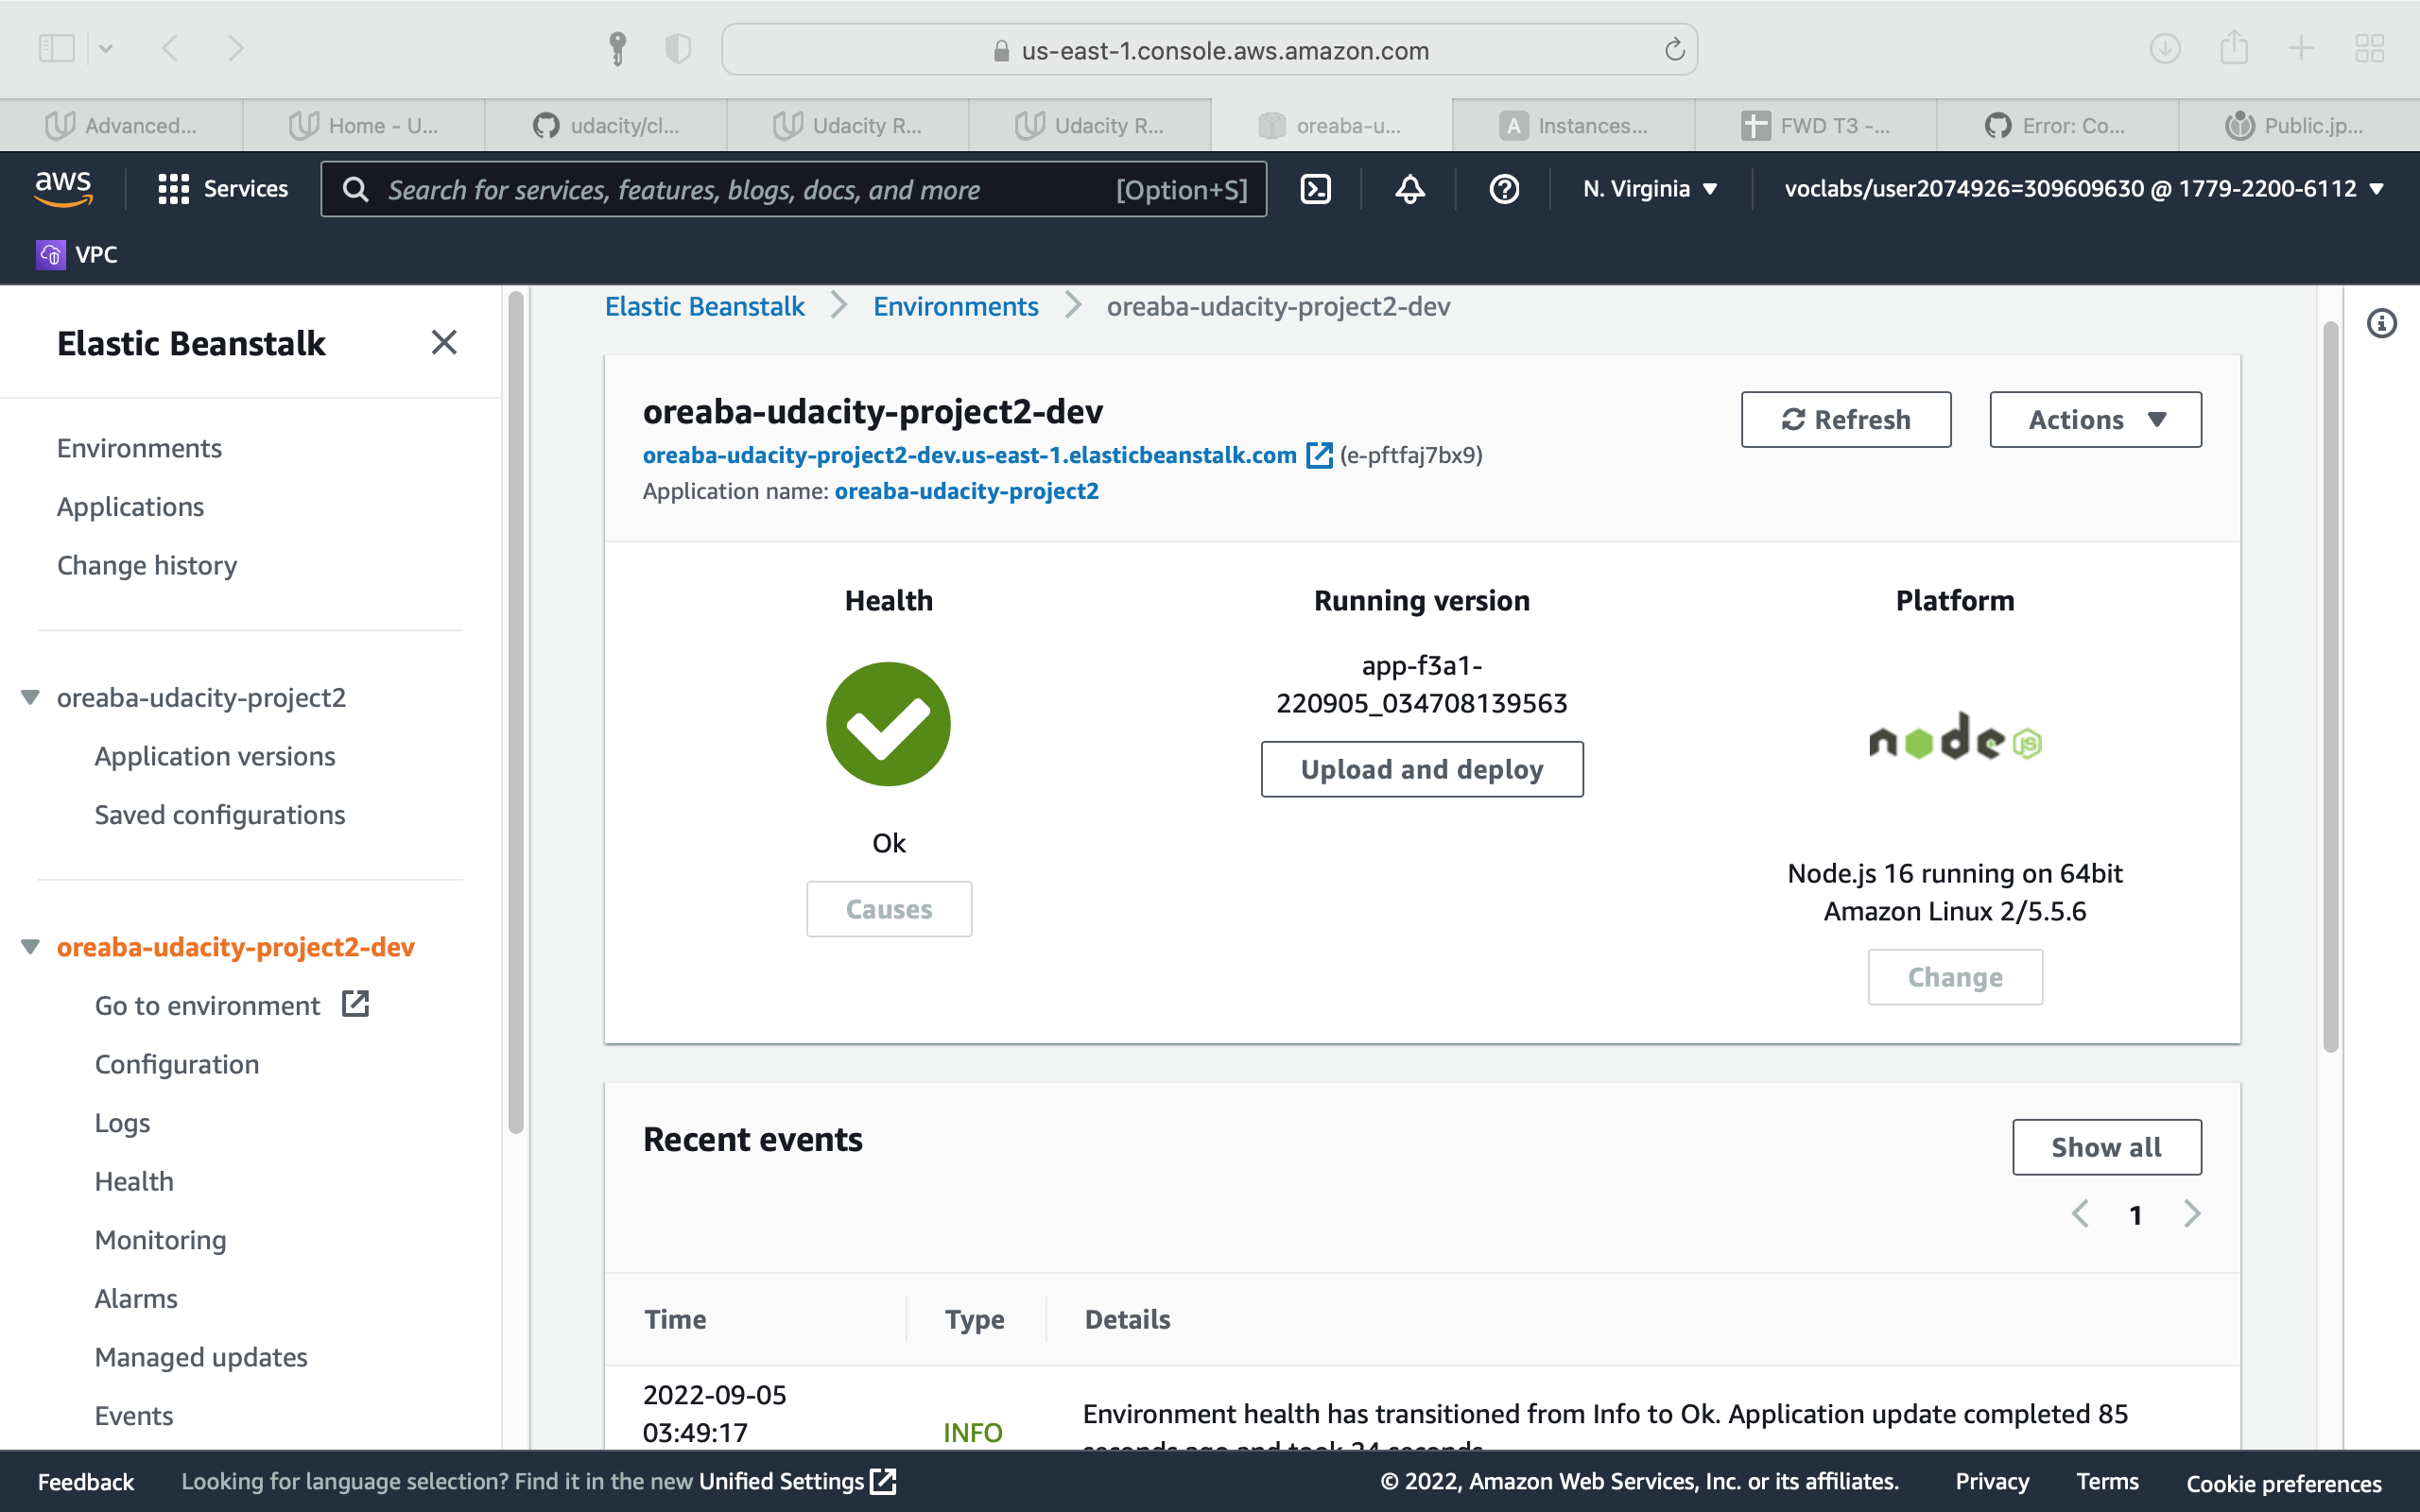 us-east-1.console.aws.amazon.com
Advanced...
Home - U...
udacity/cl...
Udacity R...
Udacity R...
oreaba-u...
A
Instances...
FWD T3 -...
Error: Co...
Public.jp...
aws
Services
Search for services, features, blogs, docs, and more
[Option+S]
N. Virginia
voclabs/user2074926=309609630 @ 1779-2200-6112
VPC
Elastic Beanstalk
Environments
Applications
Change history
oreaba-udacity-project2
Application versions
Saved configurations
oreaba-udacity-project2-dev
Go to environment
Configuration
Logs
Health
Monitoring
Alarms
Managed updates
Events
Elastic Beanstalk
Environments
oreaba-udacity-project2-dev
oreaba-udacity-project2-dev
oreaba-udacity-project2-dev.us-east-1.elasticbeanstalk.com (e-pftfaj7bx9)
Application name: oreaba-udacity-project2
Refresh
Actions
Health
Ok
Causes
Running version
app-f3a1-
220905_034708139563
Upload and deploy
Platform
node JS
Node.js 16 running on 64bit
Amazon Linux 2/5.5.6
Change
Recent events
Show all
1
Time
Type
Details
2022-09-05
03:49:17
INFO
Environment health has transitioned from Info to Ok. Application update completed 85
seconds ago and took 34 seconds
Feedback
Looking for language selection? Find it in the new Unified Settings
© 2022, Amazon Web Services, Inc. or its affiliates.
Privacy
Terms
Cookie preferences